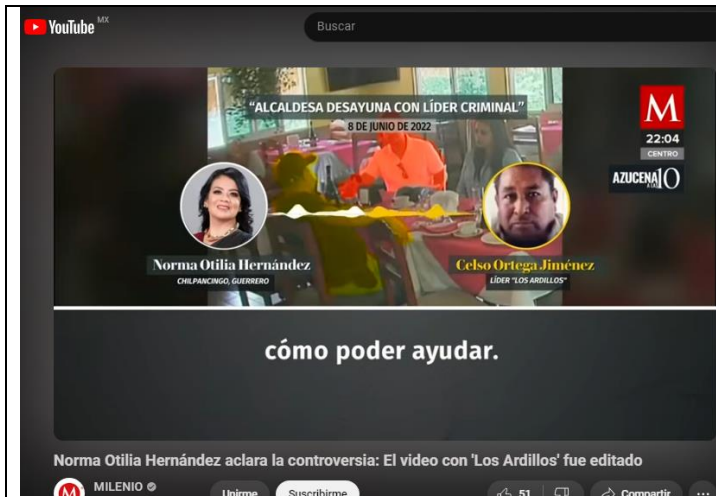 YouTube MX
Buscar
"ALCALDESA DESAYUNA CON LÍDER CRIMINAL"
8 DE JUNIO DE 2022
M
22:04
CENTRO
AZUCENA A LAS 10
Norma Otilia Hernández
CHILPANCINGO, GUERRERO
Celso Ortega Jiménez
LÍDER "LOS ARDILLOS"
cómo poder ayudar.
Norma Otilia Hernández aclara la controversia: El video con 'Los Ardillos' fue editado
M
MILENIO
Unirme
Suscribirme
51
Compartir
...